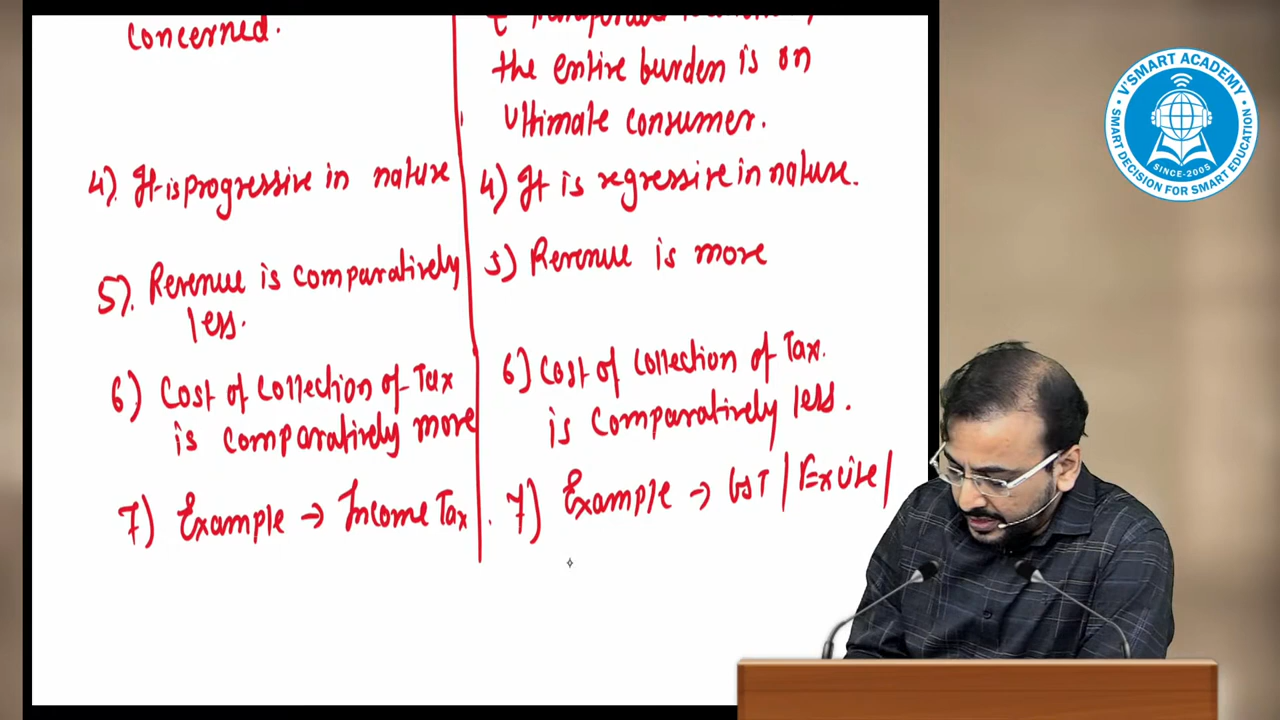 concerned.
the entire burden is on
ultimate consumer.
4). It is progressive in nature
4) It is regressive in nature.
5). Revenue is comparatively
less.
5) Revenue is more
6) Cost of collection of Tax
is comparatively more
6) Cost of collection of Tax.
is comparatively less.
7) Example → Income Tax.
7) Example → GST | Excise |
V'SMART ACADEMY
SINCE-2005
SMART DECISION FOR SMART EDUCATION